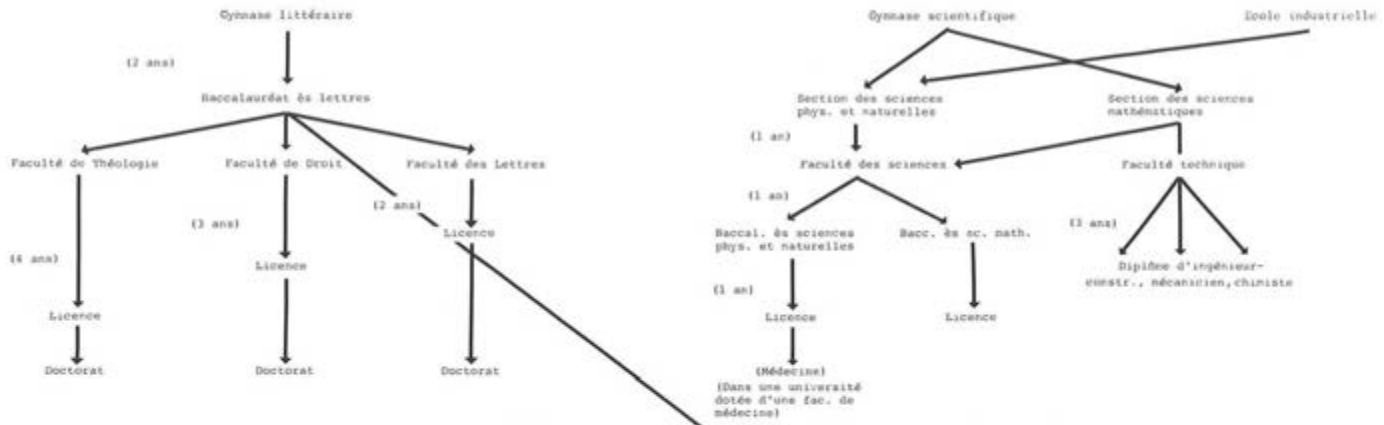 Gymnase littéraire
Gymnase scientifique
Ecole industrielle
(2 ans)
Baccalauréat ès lettres
Section des sciences
phys. et naturelles
Section des sciences
mathématiques
(1 an)
Faculté de Théologie
Faculté de Droit
Faculté des Lettres
Faculté des sciences
Faculté technique
(1 an)
(2 ans)
(3 ans)
(3 ans)
Licence
Baccal. ès sciences
phys. et naturelles
Bacc. ès sc. math.
(4 ans)
Licence
Diplôme d'ingénieur-
constr., mécanicien, chimiste
(1 an)
Licence
Licence
Licence
Doctorat
Doctorat
Doctorat
(Médecine)
(Dans une université
dotée d'une fac. de
médecine)